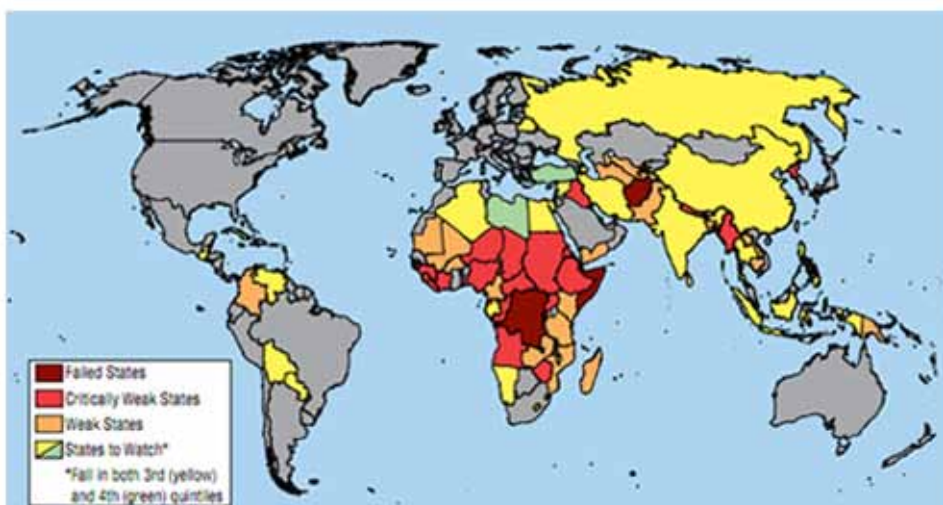 Failed States
Critically Weak States
Weak States
States to Watch*
*Fall in both 3rd (yellow)
and 4th (green) quintiles